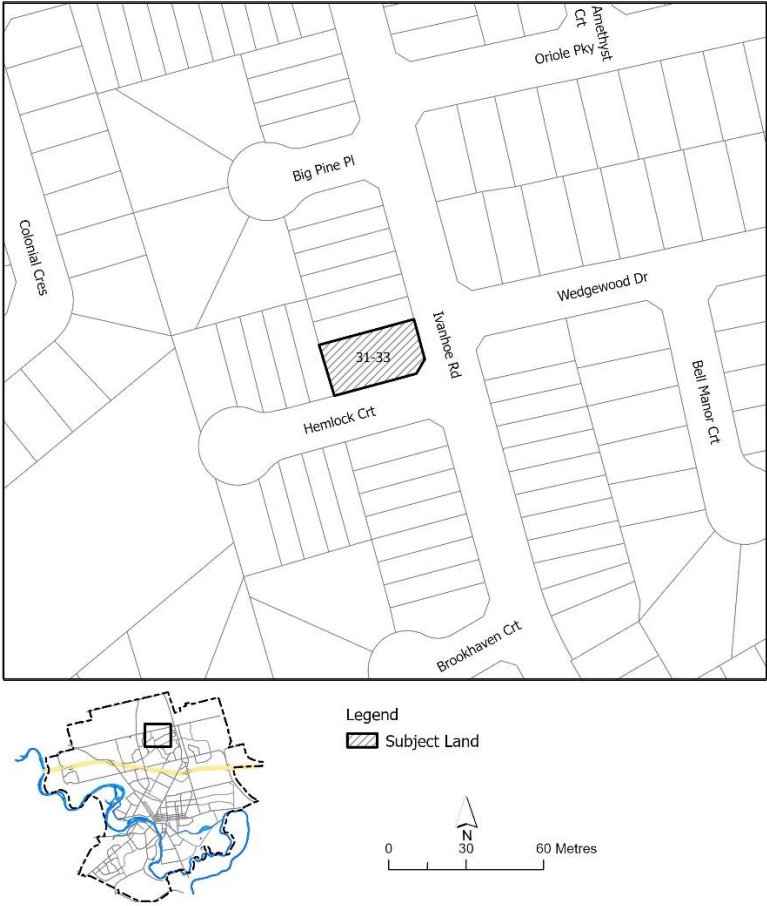 Amethyst
Crt
Oriole Pky
Big Pine Pl
Colonial Cres
Wedgewood Dr
Ivanhoe Rd
31-33
Bell Manor Crt
Hemlock Crt
Brookhaven Crt
Legend
Subject Land
N
0 30 60 Metres